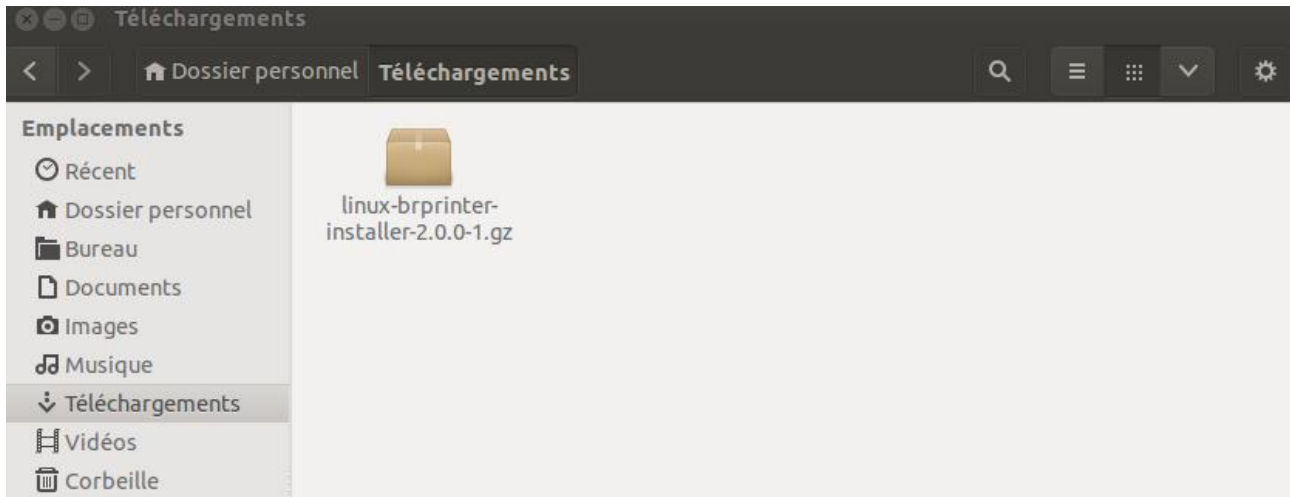 Téléchargements
Dossier personnel Téléchargements
Emplacements
Récent
Dossier personnel
Bureau
Documents
Images
Musique
Téléchargements
Vidéos
Corbeille
linux-brprinter-
installer-2.0.0-1.gz